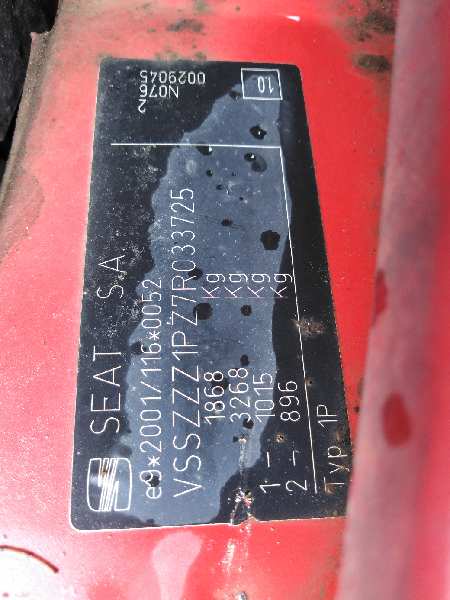 SEAT S.A.
e9*2001/116*0052
VSSZZZ1PZ7R033725
1868 Kg
3268 Kg
1- 1015 Kg
2- 896 Kg
Typ 1P
N076 2
0029045
10